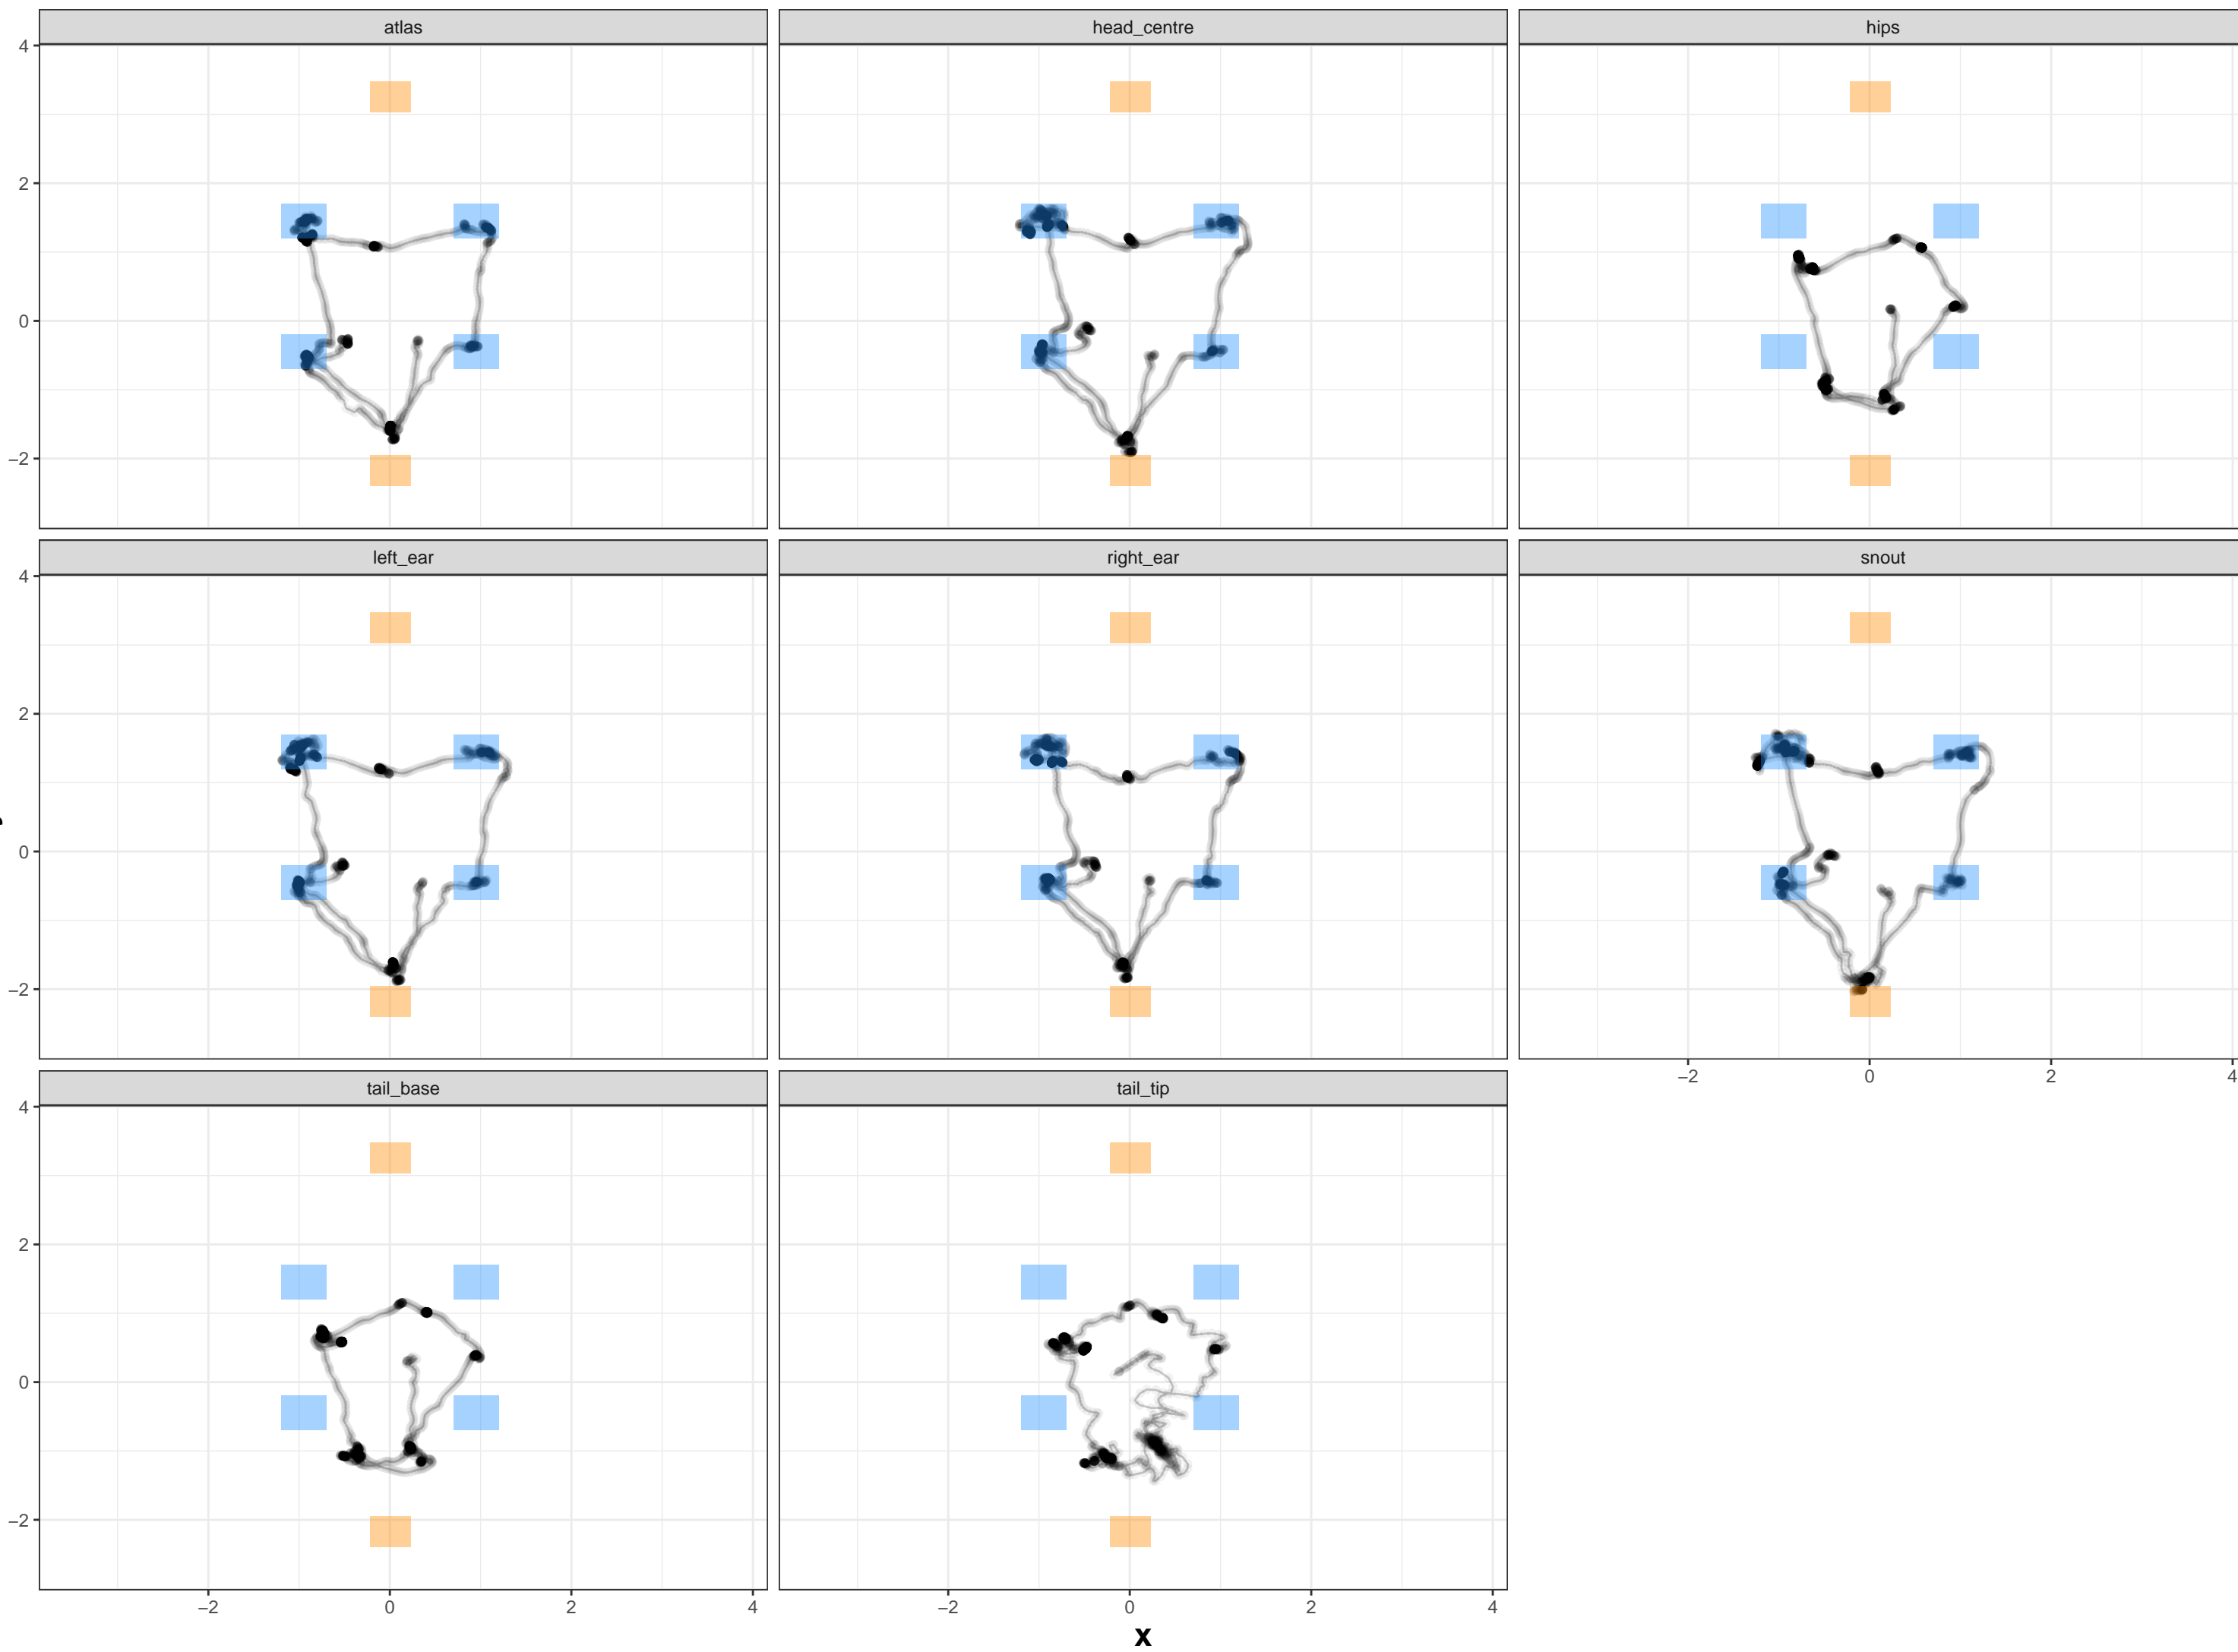 atlas head_centre hips
4
2
0
−2
left_ear right_ear snout
4
2
0
−2
−2 0 2 4
tail_base tail_tip
4
2
0
−2
−2 0 2 4 −2 0 2 4
x